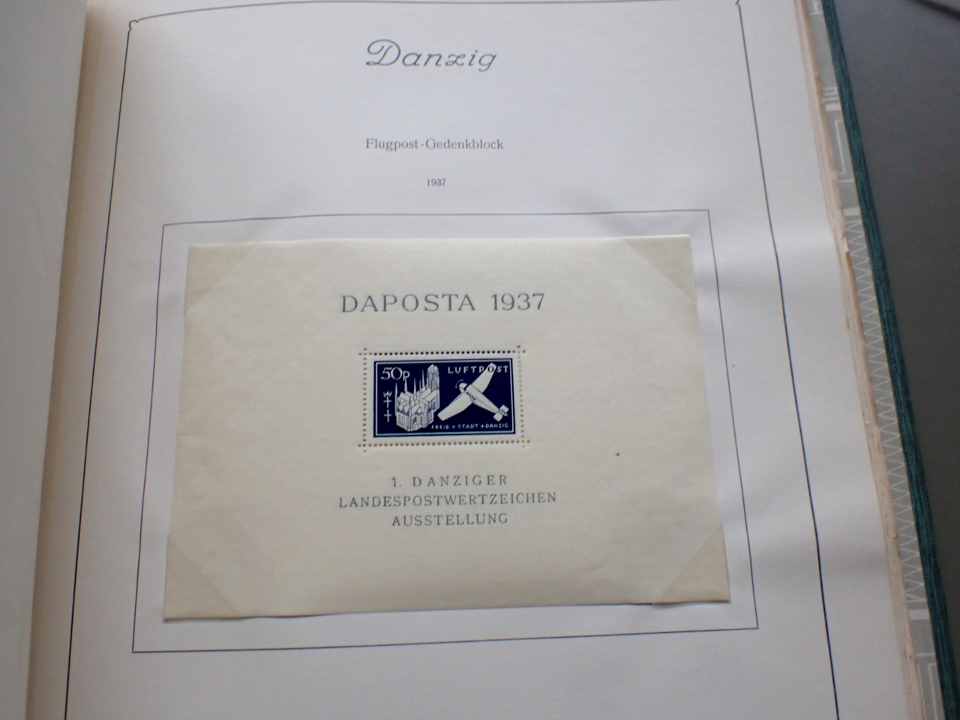 Danzig
Flugpost-Gedenkblock
1937
DAPOSTA 1937
50p LUFTPOST
FREIE STADT DANZIG
1. DANZIGER
LANDESPOSTWERTZEICHEN
AUSSTELLUNG